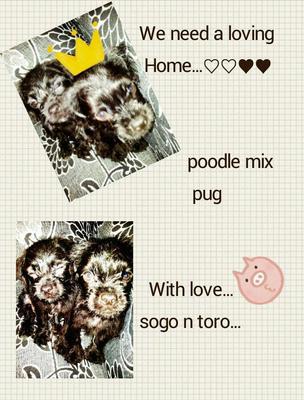 We need a loving
Home...♡♡♥♥
poodle mix
pug
With love...
sogo n toro...